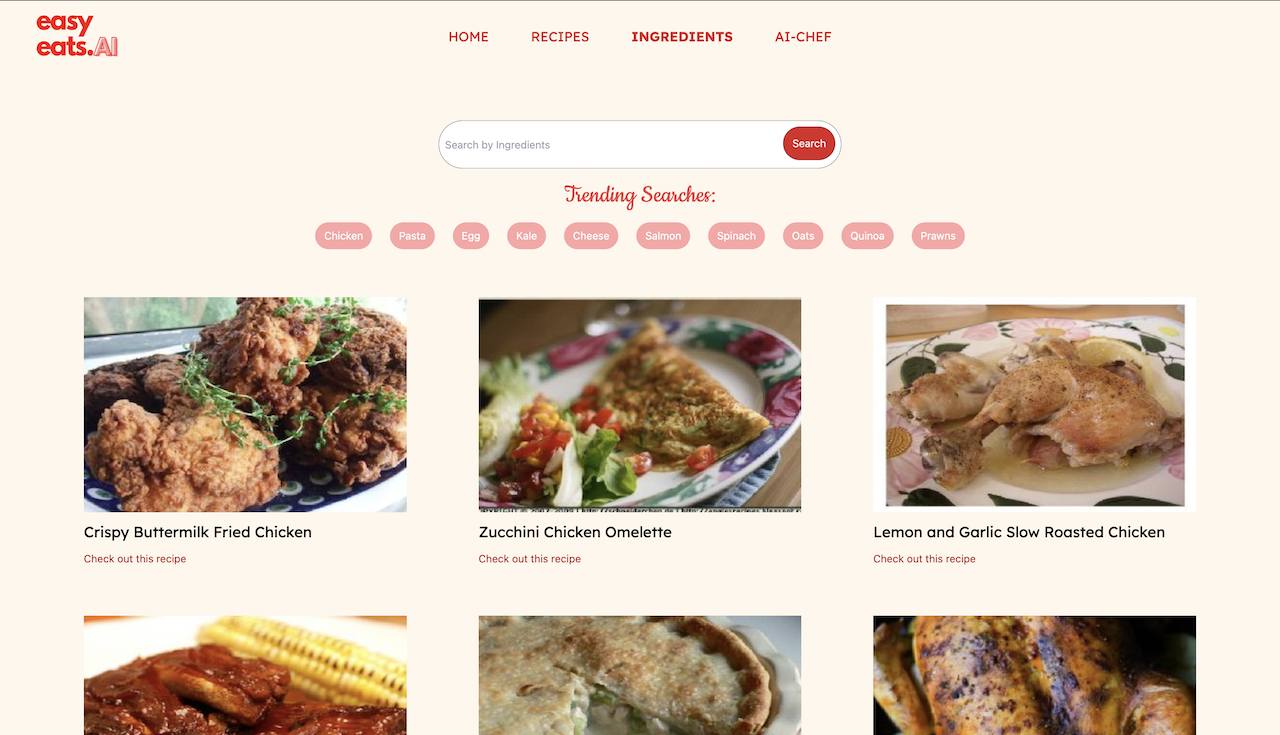 easy
eats.AI
HOME RECIPES INGREDIENTS AI-CHEF
Search by Ingredients Search
Trending Searches:
Chicken Pasta Egg Kale Cheese Salmon Spinach Oats Quinoa Prawns
Crispy Buttermilk Fried Chicken Zucchini Chicken Omelette Lemon and Garlic Slow Roasted Chicken
Check out this recipe Check out this recipe Check out this recipe